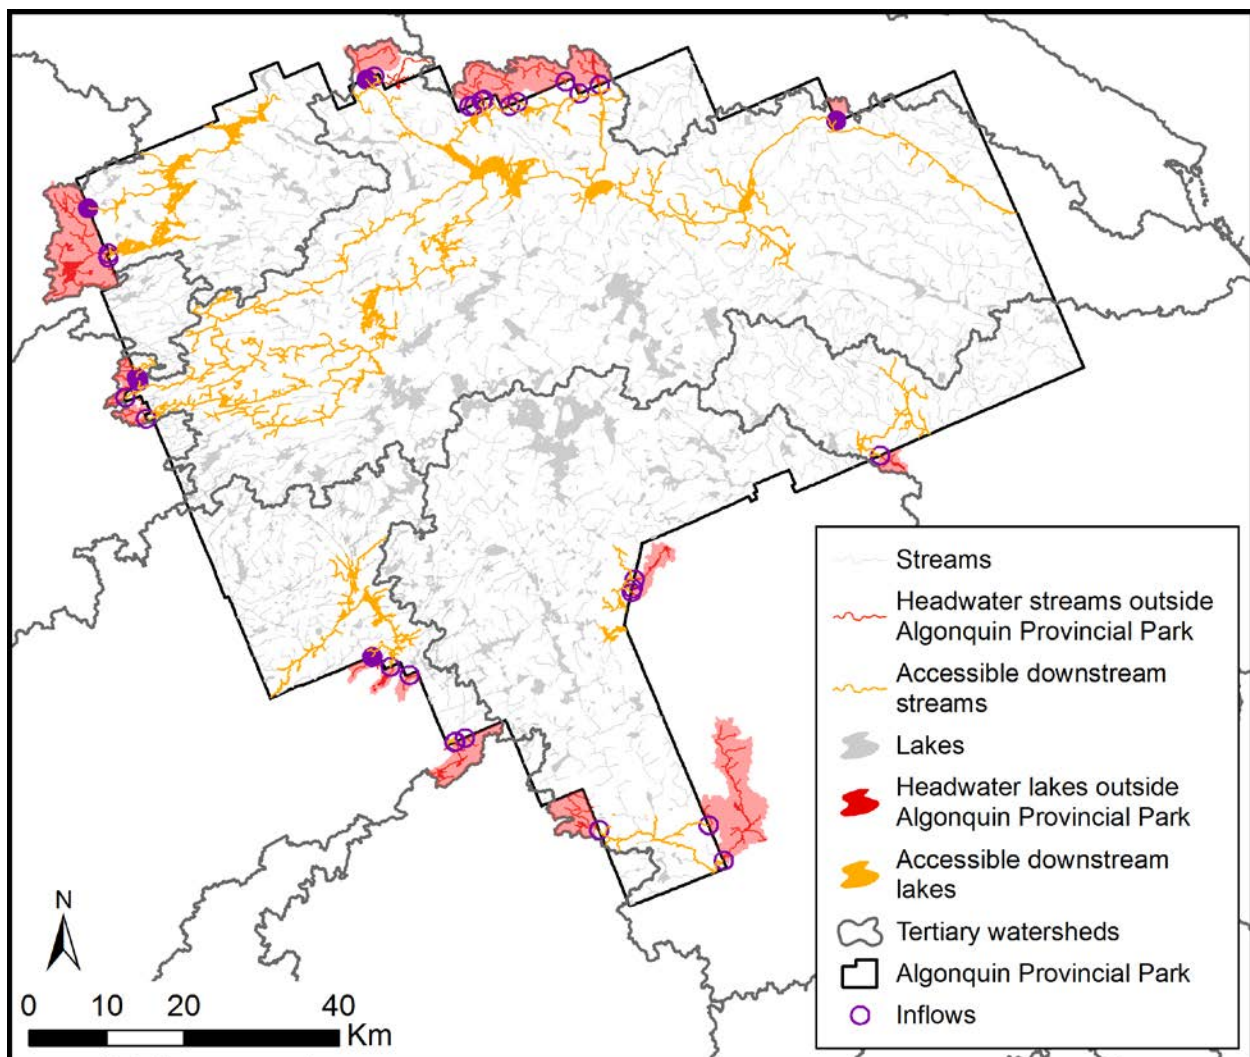 Streams
Headwater streams outside
Algonquin Provincial Park
Accessible downstream
streams
Lakes
Headwater lakes outside
Algonquin Provincial Park
Accessible downstream
lakes
Tertiary watersheds
Algonquin Provincial Park
Inflows
N
0 10 20 40
Km